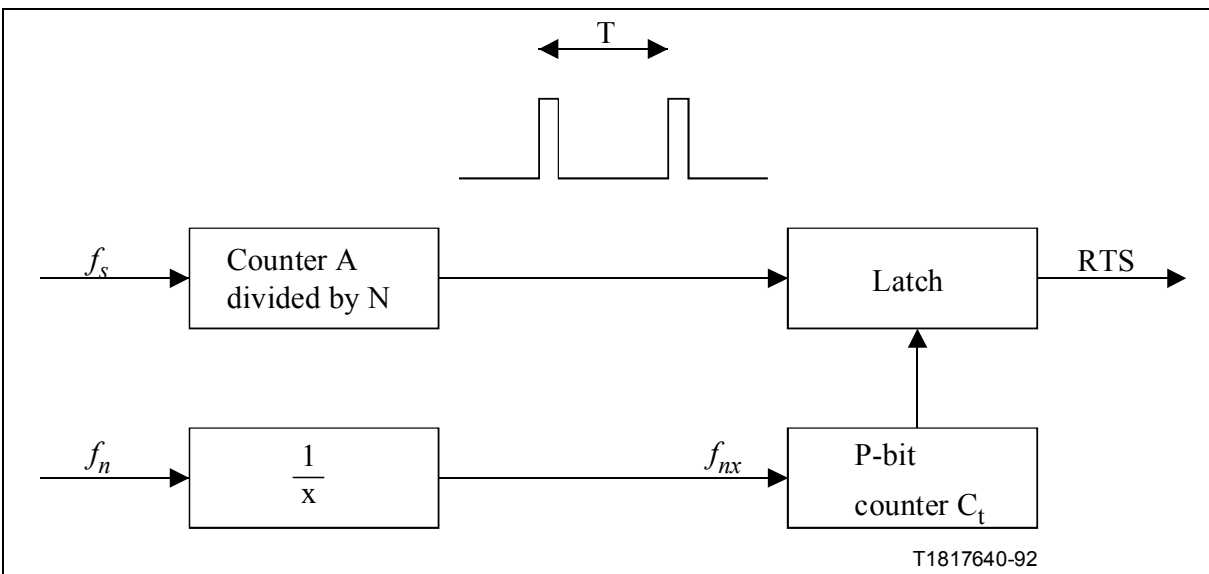 T
f_s
Counter A
divided by N
Latch
RTS
f_n
1
x
f_nx
P-bit
counter C_t
T1817640-92